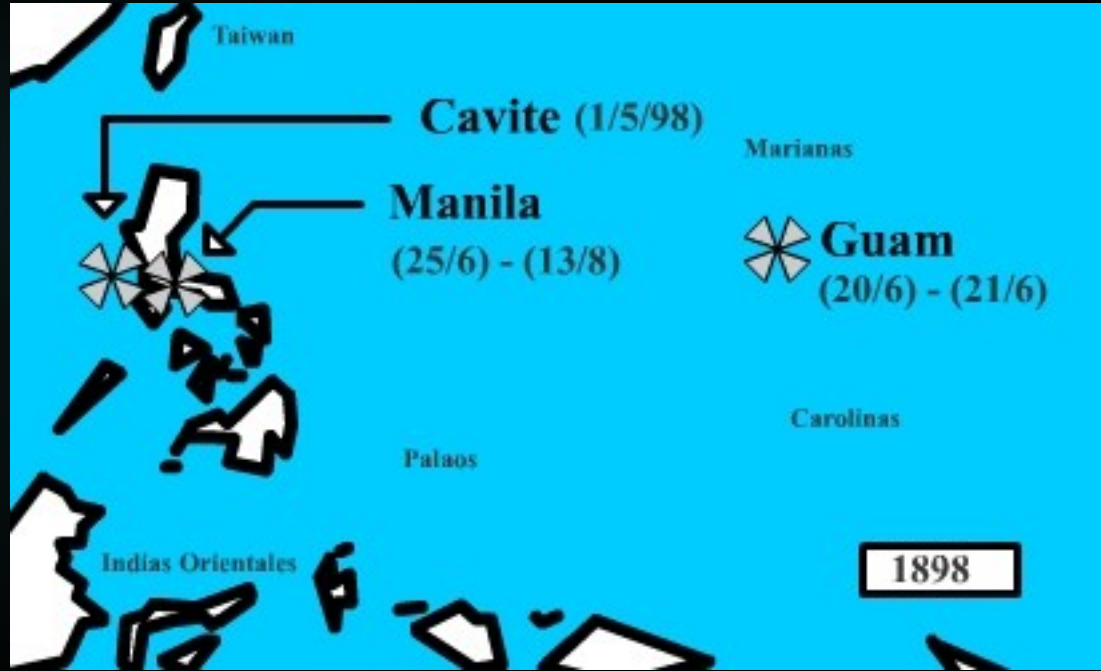 Taiwan
Cavite (1/5/98)
Marianas
Manila
(25/6) - (13/8)
Guam
(20/6) - (21/6)
Carolinas
Palaos
Indias Orientales
1898